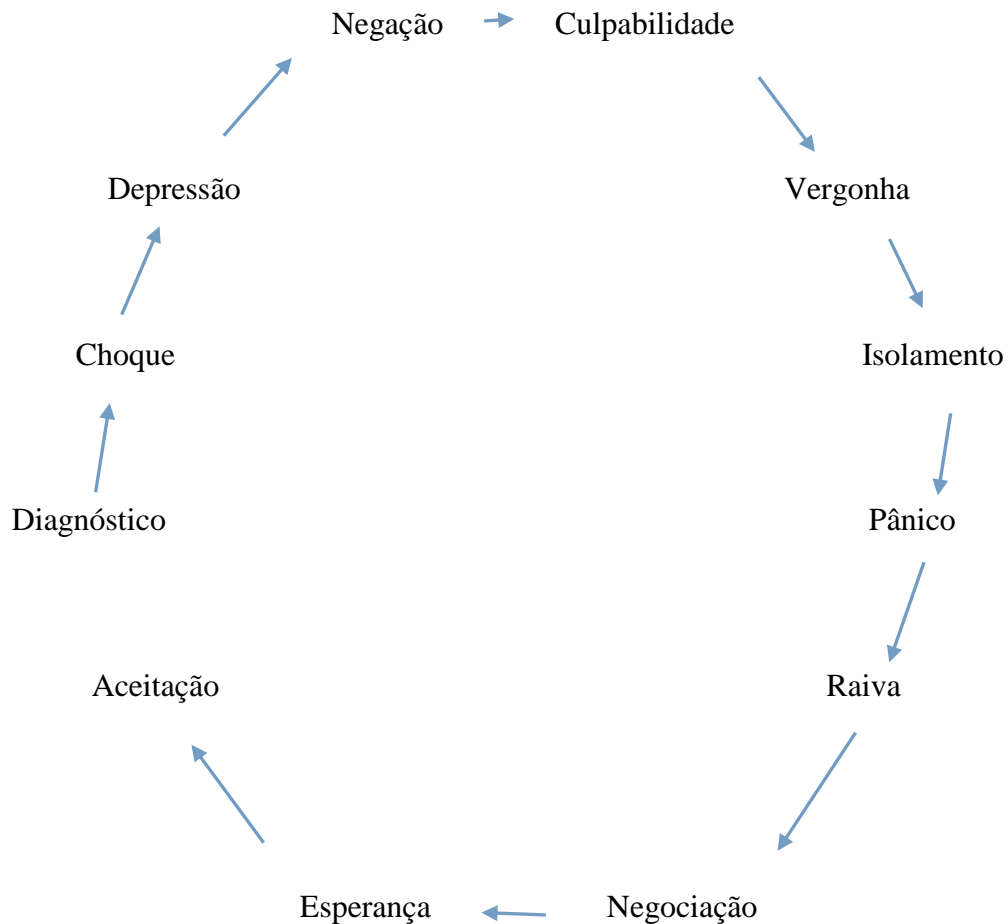 Negação
Culpabilidade
Depressão
Vergonha
Choque
Isolamento
Diagnóstico
Pânico
Aceitação
Raiva
Esperança
Negociação